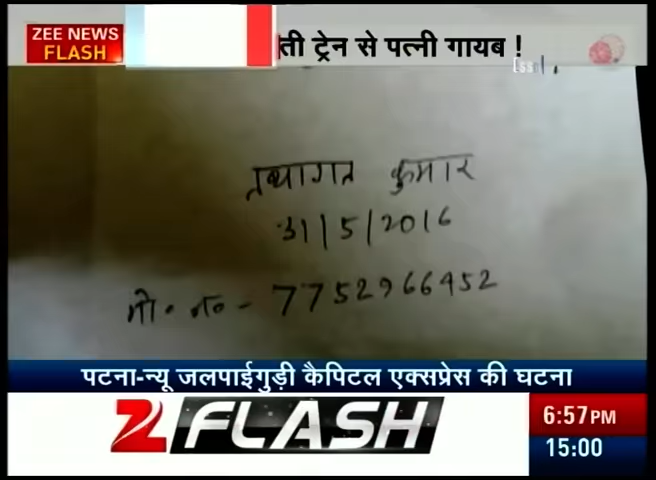 ZEE NEWS
FLASH
ती ट्रेन से पत्नी गायब !
तथागत कुमार
31/5/2016
मो. नं. - 7752966952
पटना-न्यू जलपाईगुड़ी कैपिटल एक्सप्रेस की घटना
Z FLASH
6:57PM
15:00